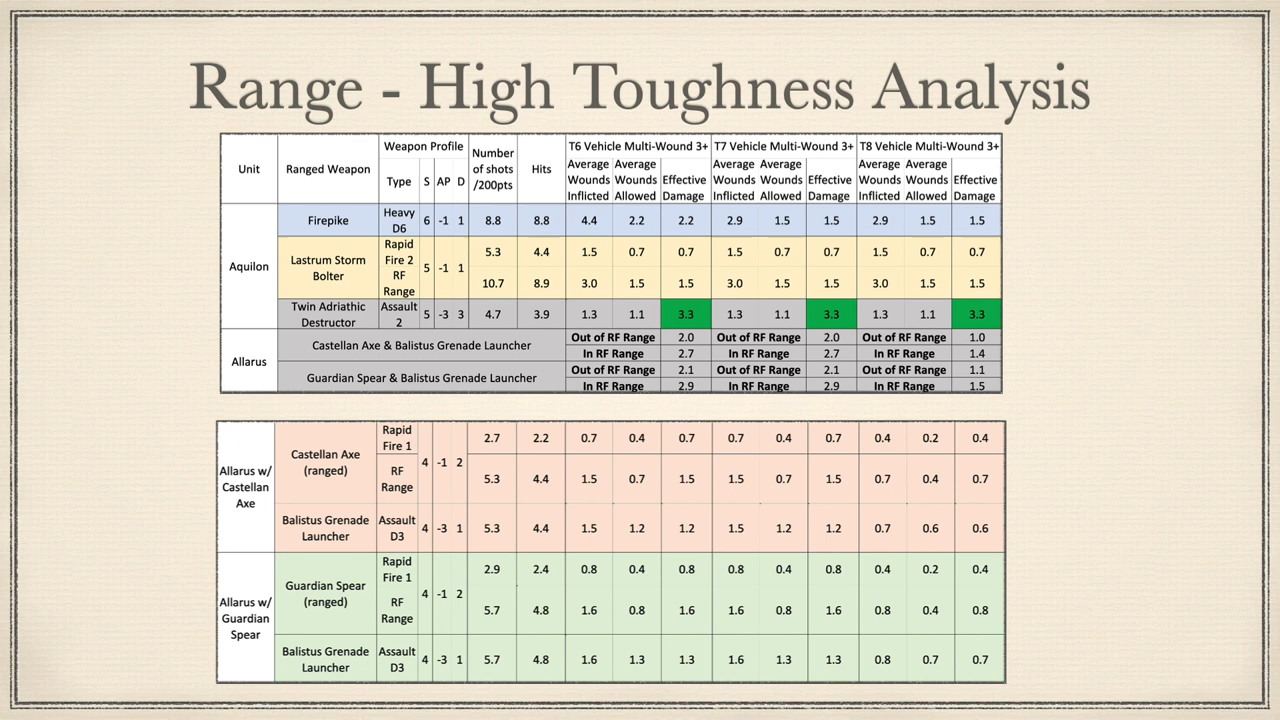 Range - High Toughness Analysis
Unit Ranged Weapon Weapon Profile Number of shots /200pts Hits T6 Vehicle Multi-Wound 3+ T7 Vehicle Multi-Wound 3+ T8 Vehicle Multi-Wound 3+
Type S AP D Average Wounds Inflicted Average Wounds Allowed Effective Damage Average Wounds Inflicted Average Wounds Allowed Effective Damage Average Wounds Inflicted Average Wounds Allowed Effective Damage
Aquilon Firepike Heavy D6 6 -1 1 8.8 8.8 4.4 2.2 2.2 2.9 1.5 1.5 2.9 1.5 1.5
Lastrum Storm Bolter Rapid Fire 2 5 -1 1 5.3 4.4 1.5 0.7 0.7 1.5 0.7 0.7 1.5 0.7 0.7
RF Range 10.7 8.9 3.0 1.5 1.5 3.0 1.5 1.5 3.0 1.5 1.5
Twin Adriathic Destructor Assault 2 5 -3 3 4.7 3.9 1.3 1.1 3.3 1.3 1.1 3.3 1.3 1.1 3.3
Allarus Castellan Axe & Balistus Grenade Launcher Out of RF Range 2.0 Out of RF Range 2.0 Out of RF Range 1.0
In RF Range 2.7 In RF Range 2.7 In RF Range 1.4
Guardian Spear & Balistus Grenade Launcher Out of RF Range 2.1 Out of RF Range 2.1 Out of RF Range 1.1
In RF Range 2.9 In RF Range 2.9 In RF Range 1.5
Allarus w/ Castellan Axe Castellan Axe (ranged) Rapid Fire 1 4 -1 2 2.7 2.2 0.7 0.4 0.7 0.7 0.4 0.7 0.4 0.2 0.4
RF Range 5.3 4.4 1.5 0.7 1.5 1.5 0.7 1.5 0.7 0.4 0.7
Balistus Grenade Launcher Assault D3 4 -3 1 5.3 4.4 1.5 1.2 1.2 1.5 1.2 1.2 0.7 0.6 0.6
Allarus w/ Guardian Spear Guardian Spear (ranged) Rapid Fire 1 4 -1 2 2.9 2.4 0.8 0.4 0.8 0.8 0.4 0.8 0.4 0.2 0.4
RF Range 5.7 4.8 1.6 0.8 1.6 1.6 0.8 1.6 0.8 0.4 0.8
Balistus Grenade Launcher Assault D3 4 -3 1 5.7 4.8 1.6 1.3 1.3 1.6 1.3 1.3 0.8 0.7 0.7